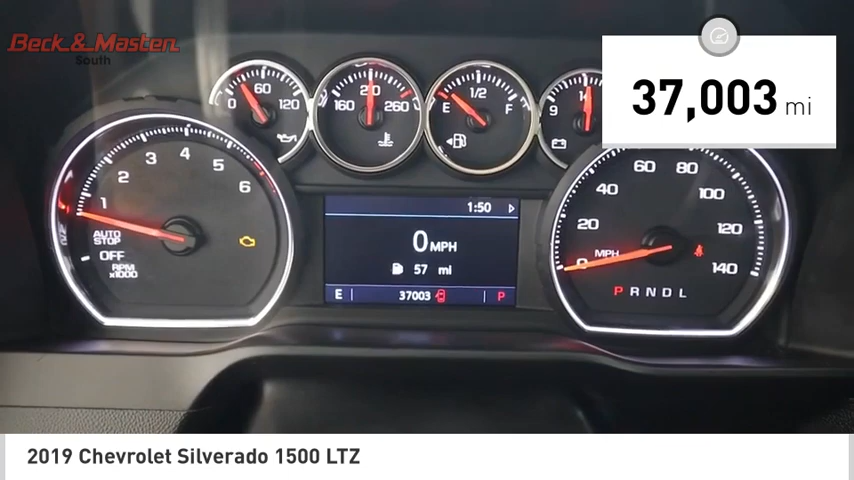 Beck & Masten
South
37,003 mi
0 60 120
160 210 260
E 1/2 F
9 14
1 2 3 4 5 6
AUTO
STOP
OFF
RPM
x1000
1:50
0 MPH
57 mi
E 37003 P
0 20 40 60 80 100 120 140
MPH
P R N D L
2019 Chevrolet Silverado 1500 LTZ